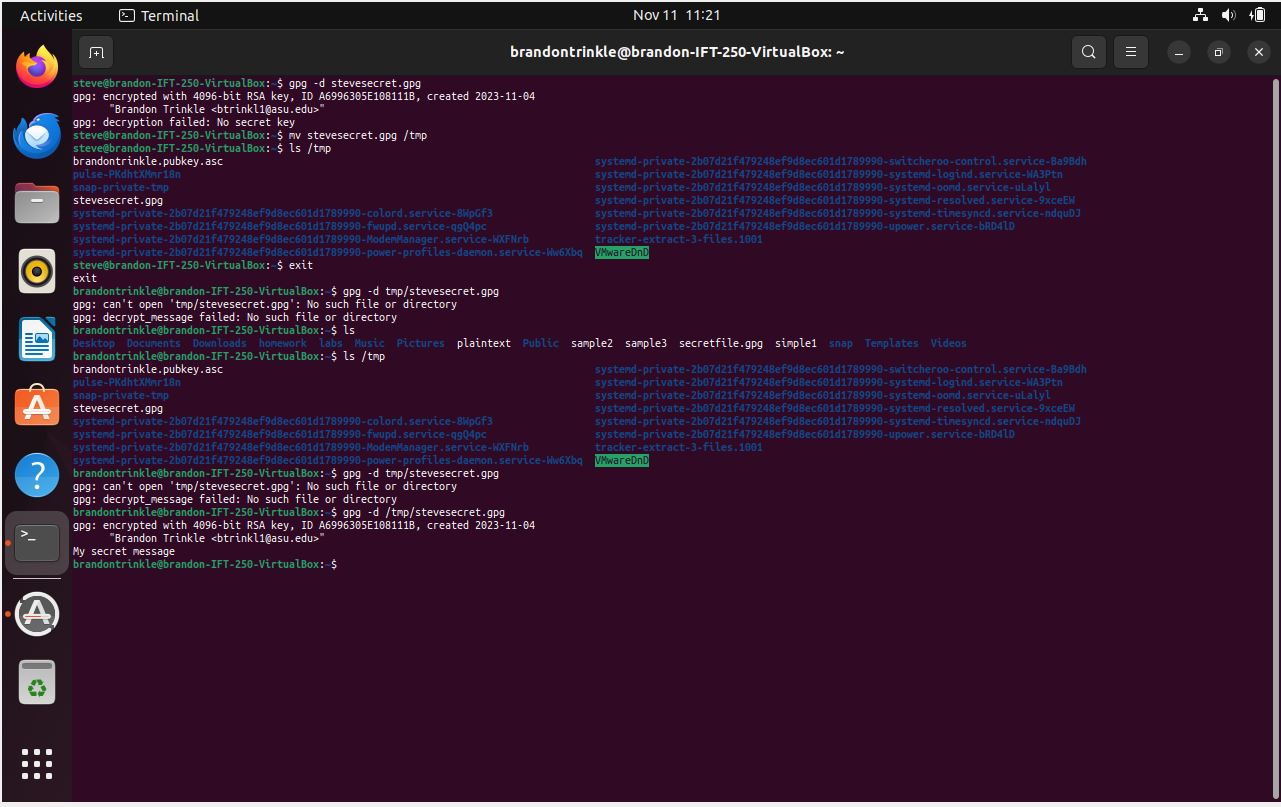 Activities Terminal Nov 11 11:21
brandontrinkle@brandon-IFT-250-VirtualBox: ~
steve@brandon-IFT-250-VirtualBox:~$ gpg -d stevesecret.gpg
gpg: encrypted with 4096-bit RSA key, ID A6996305E108111B, created 2023-11-04
"Brandon Trinkle <btrinkl1@asu.edu>"
gpg: decryption failed: No secret key
steve@brandon-IFT-250-VirtualBox:~$ mv stevesecret.gpg /tmp
steve@brandon-IFT-250-VirtualBox:~$ ls /tmp
brandontrinkle.pubkey.asc systemd-private-2b07d21f479248ef9d8ec601d1789990-switcheroo-control.service-Ba9Bdh
pulse-PKdhtXMmr18n systemd-private-2b07d21f479248ef9d8ec601d1789990-systemd-logind.service-WA3Ptn
snap-private-tmp systemd-private-2b07d21f479248ef9d8ec601d1789990-systemd-oomd.service-uLalyl
stevesecret.gpg systemd-private-2b07d21f479248ef9d8ec601d1789990-systemd-resolved.service-9xceEW
systemd-private-2b07d21f479248ef9d8ec601d1789990-colord.service-8WpGf3 systemd-private-2b07d21f479248ef9d8ec601d1789990-systemd-timesyncd.service-ndquDJ
systemd-private-2b07d21f479248ef9d8ec601d1789990-fwupd.service-qgQ4pc systemd-private-2b07d21f479248ef9d8ec601d1789990-upower.service-bRD4lD
systemd-private-2b07d21f479248ef9d8ec601d1789990-ModemManager.service-WXFNrb tracker-extract-3-files.1001
systemd-private-2b07d21f479248ef9d8ec601d1789990-power-profiles-daemon.service-Ww6Xbq VMwareDnD
steve@brandon-IFT-250-VirtualBox:~$ exit
exit
brandontrinkle@brandon-IFT-250-VirtualBox:~$ gpg -d tmp/stevesecret.gpg
gpg: can't open 'tmp/stevesecret.gpg': No such file or directory
gpg: decrypt_message failed: No such file or directory
brandontrinkle@brandon-IFT-250-VirtualBox:~$ ls
Desktop Documents Downloads homework labs Music Pictures plaintext Public sample2 sample3 secretfile.gpg simple1 snap Templates Videos
brandontrinkle@brandon-IFT-250-VirtualBox:~$ ls /tmp
brandontrinkle.pubkey.asc systemd-private-2b07d21f479248ef9d8ec601d1789990-switcheroo-control.service-Ba9Bdh
pulse-PKdhtXMmr18n systemd-private-2b07d21f479248ef9d8ec601d1789990-systemd-logind.service-WA3Ptn
snap-private-tmp systemd-private-2b07d21f479248ef9d8ec601d1789990-systemd-oomd.service-uLalyl
stevesecret.gpg systemd-private-2b07d21f479248ef9d8ec601d1789990-systemd-resolved.service-9xceEW
systemd-private-2b07d21f479248ef9d8ec601d1789990-colord.service-8WpGf3 systemd-private-2b07d21f479248ef9d8ec601d1789990-systemd-timesyncd.service-ndquDJ
systemd-private-2b07d21f479248ef9d8ec601d1789990-fwupd.service-qgQ4pc systemd-private-2b07d21f479248ef9d8ec601d1789990-upower.service-bRD4lD
systemd-private-2b07d21f479248ef9d8ec601d1789990-ModemManager.service-WXFNrb tracker-extract-3-files.1001
systemd-private-2b07d21f479248ef9d8ec601d1789990-power-profiles-daemon.service-Ww6Xbq VMwareDnD
brandontrinkle@brandon-IFT-250-VirtualBox:~$ gpg -d tmp/stevesecret.gpg
gpg: can't open 'tmp/stevesecret.gpg': No such file or directory
gpg: decrypt_message failed: No such file or directory
brandontrinkle@brandon-IFT-250-VirtualBox:~$ gpg -d /tmp/stevesecret.gpg
gpg: encrypted with 4096-bit RSA key, ID A6996305E108111B, created 2023-11-04
"Brandon Trinkle <btrinkl1@asu.edu>"
My secret message
brandontrinkle@brandon-IFT-250-VirtualBox:~$